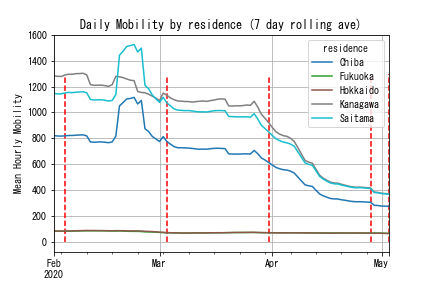 Daily Mobility by residence (7 day rolling ave)
Mean Hourly Mobility
1600
1400
1200
1000
800
600
400
200
0
residence
Chiba
Fukuoka
Hokkaido
Kanagawa
Saitama
Feb
2020
Mar
Apr
May